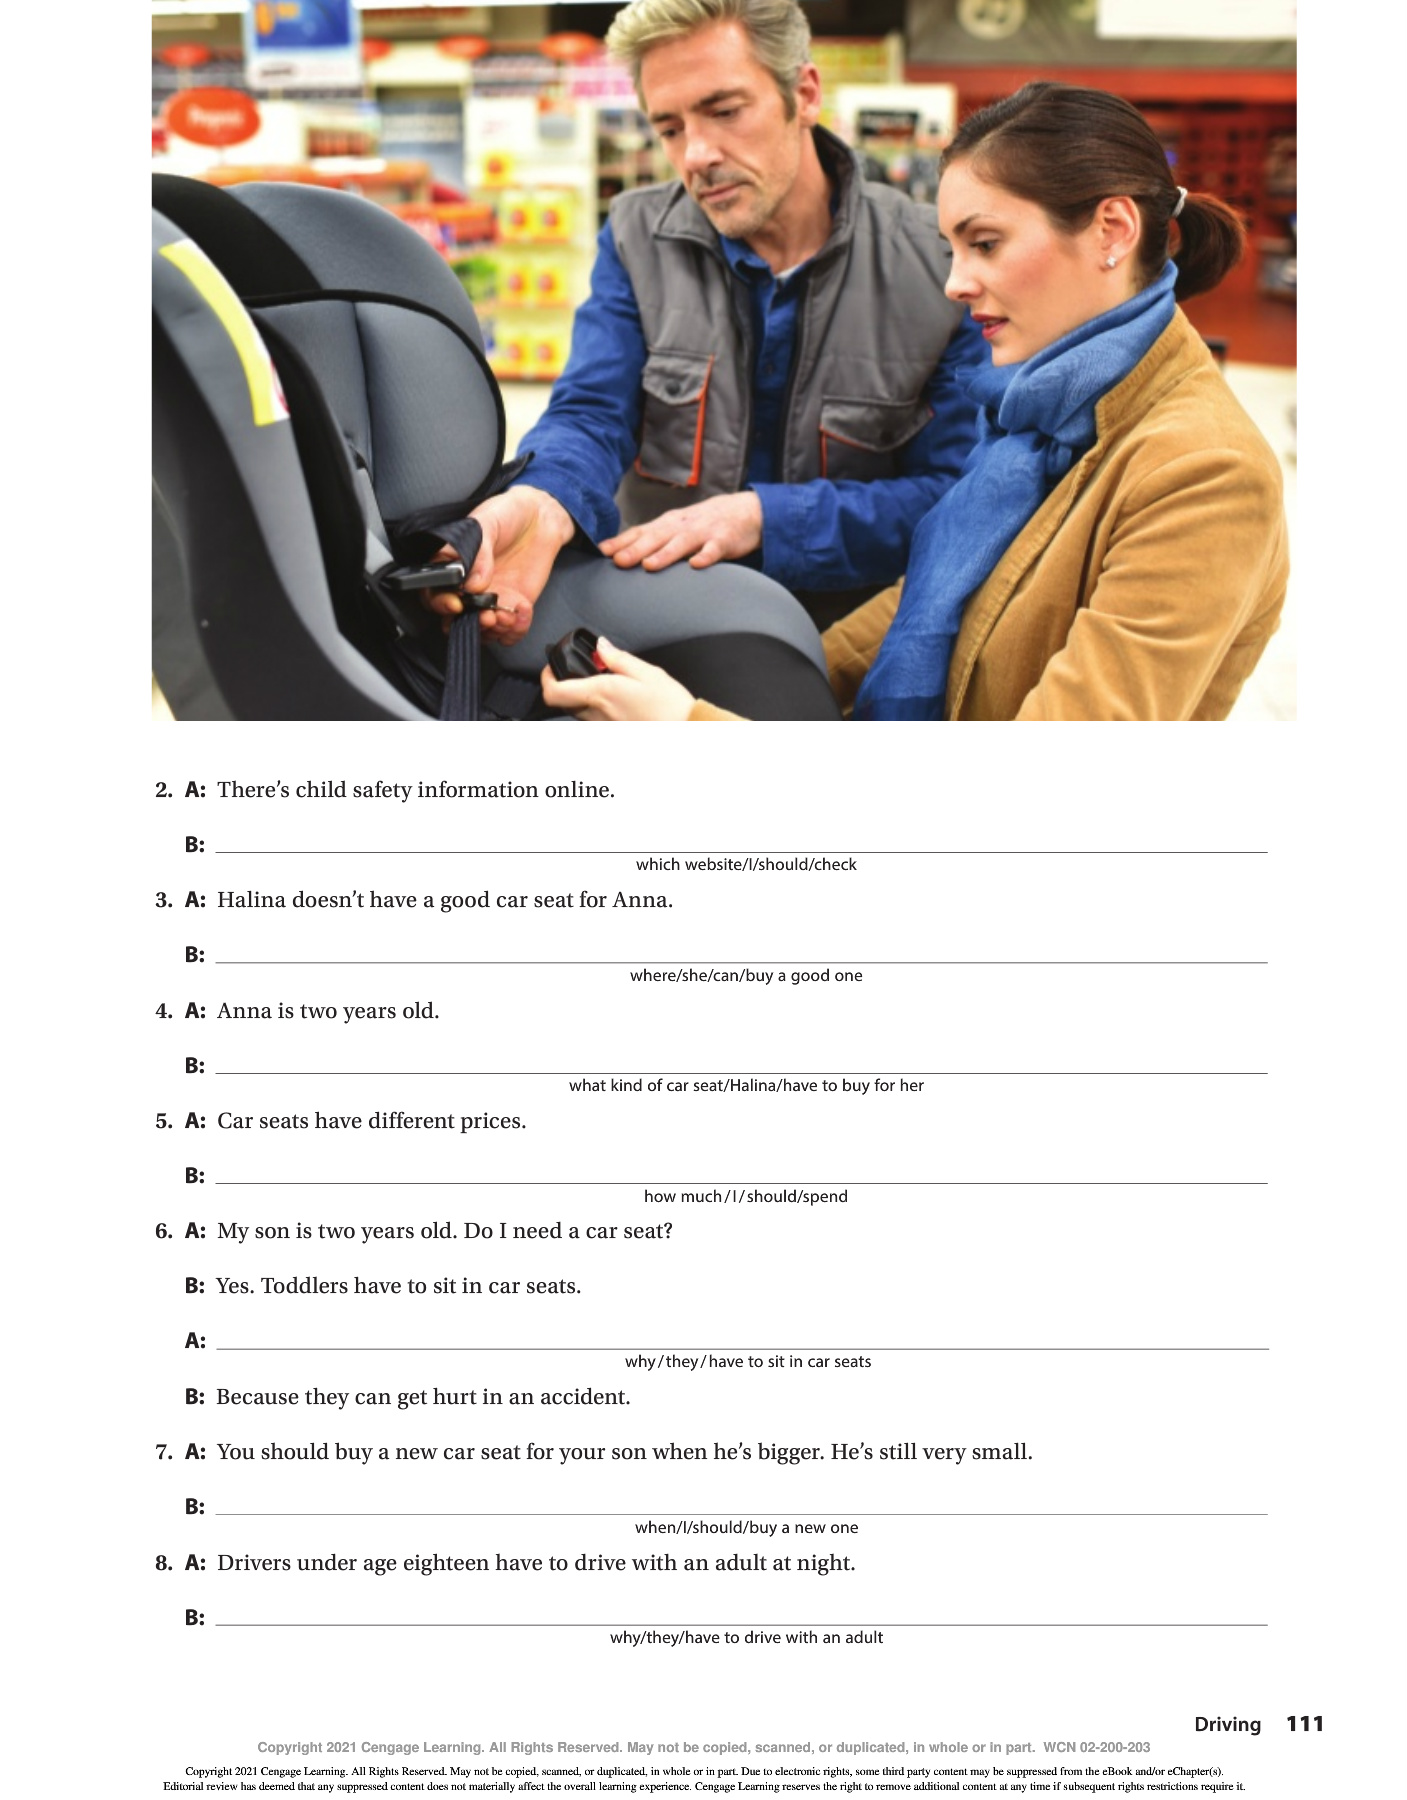 2. A: There's child safety information online.
B:
which website/I/should/check
3. A: Halina doesn't have a good car seat for Anna.
B:
where/she/can/buy a good one
4. A: Anna is two years old.
B:
what kind of car seat/Halina/have to buy for her
5. A: Car seats have different prices.
B:
how much/I/should/spend
6. A: My son is two years old. Do I need a car seat?
B: Yes. Toddlers have to sit in car seats.
A:
why/they/have to sit in car seats
B: Because they can get hurt in an accident.
7. A: You should buy a new car seat for your son when he's bigger. He's still very small.
B:
when/I/should/buy a new one
8. A: Drivers under age eighteen have to drive with an adult at night.
B:
why/they/have to drive with an adult
Driving 111
Copyright 2021 Cengage Learning. All Rights Reserved. May not be copied, scanned, or duplicated, in whole or in part. WCN 02-200-203
Copyright 2021 Cengage Learning. All Rights Reserved. May not be copied, scanned, or duplicated, in whole or in part. Due to electronic rights, some third party content may be suppressed from the eBook and/or eChapter(s).
Editorial review has deemed that any suppressed content does not materially affect the overall learning experience. Cengage Learning reserves the right to remove additional content at any time if subsequent rights restrictions require it.